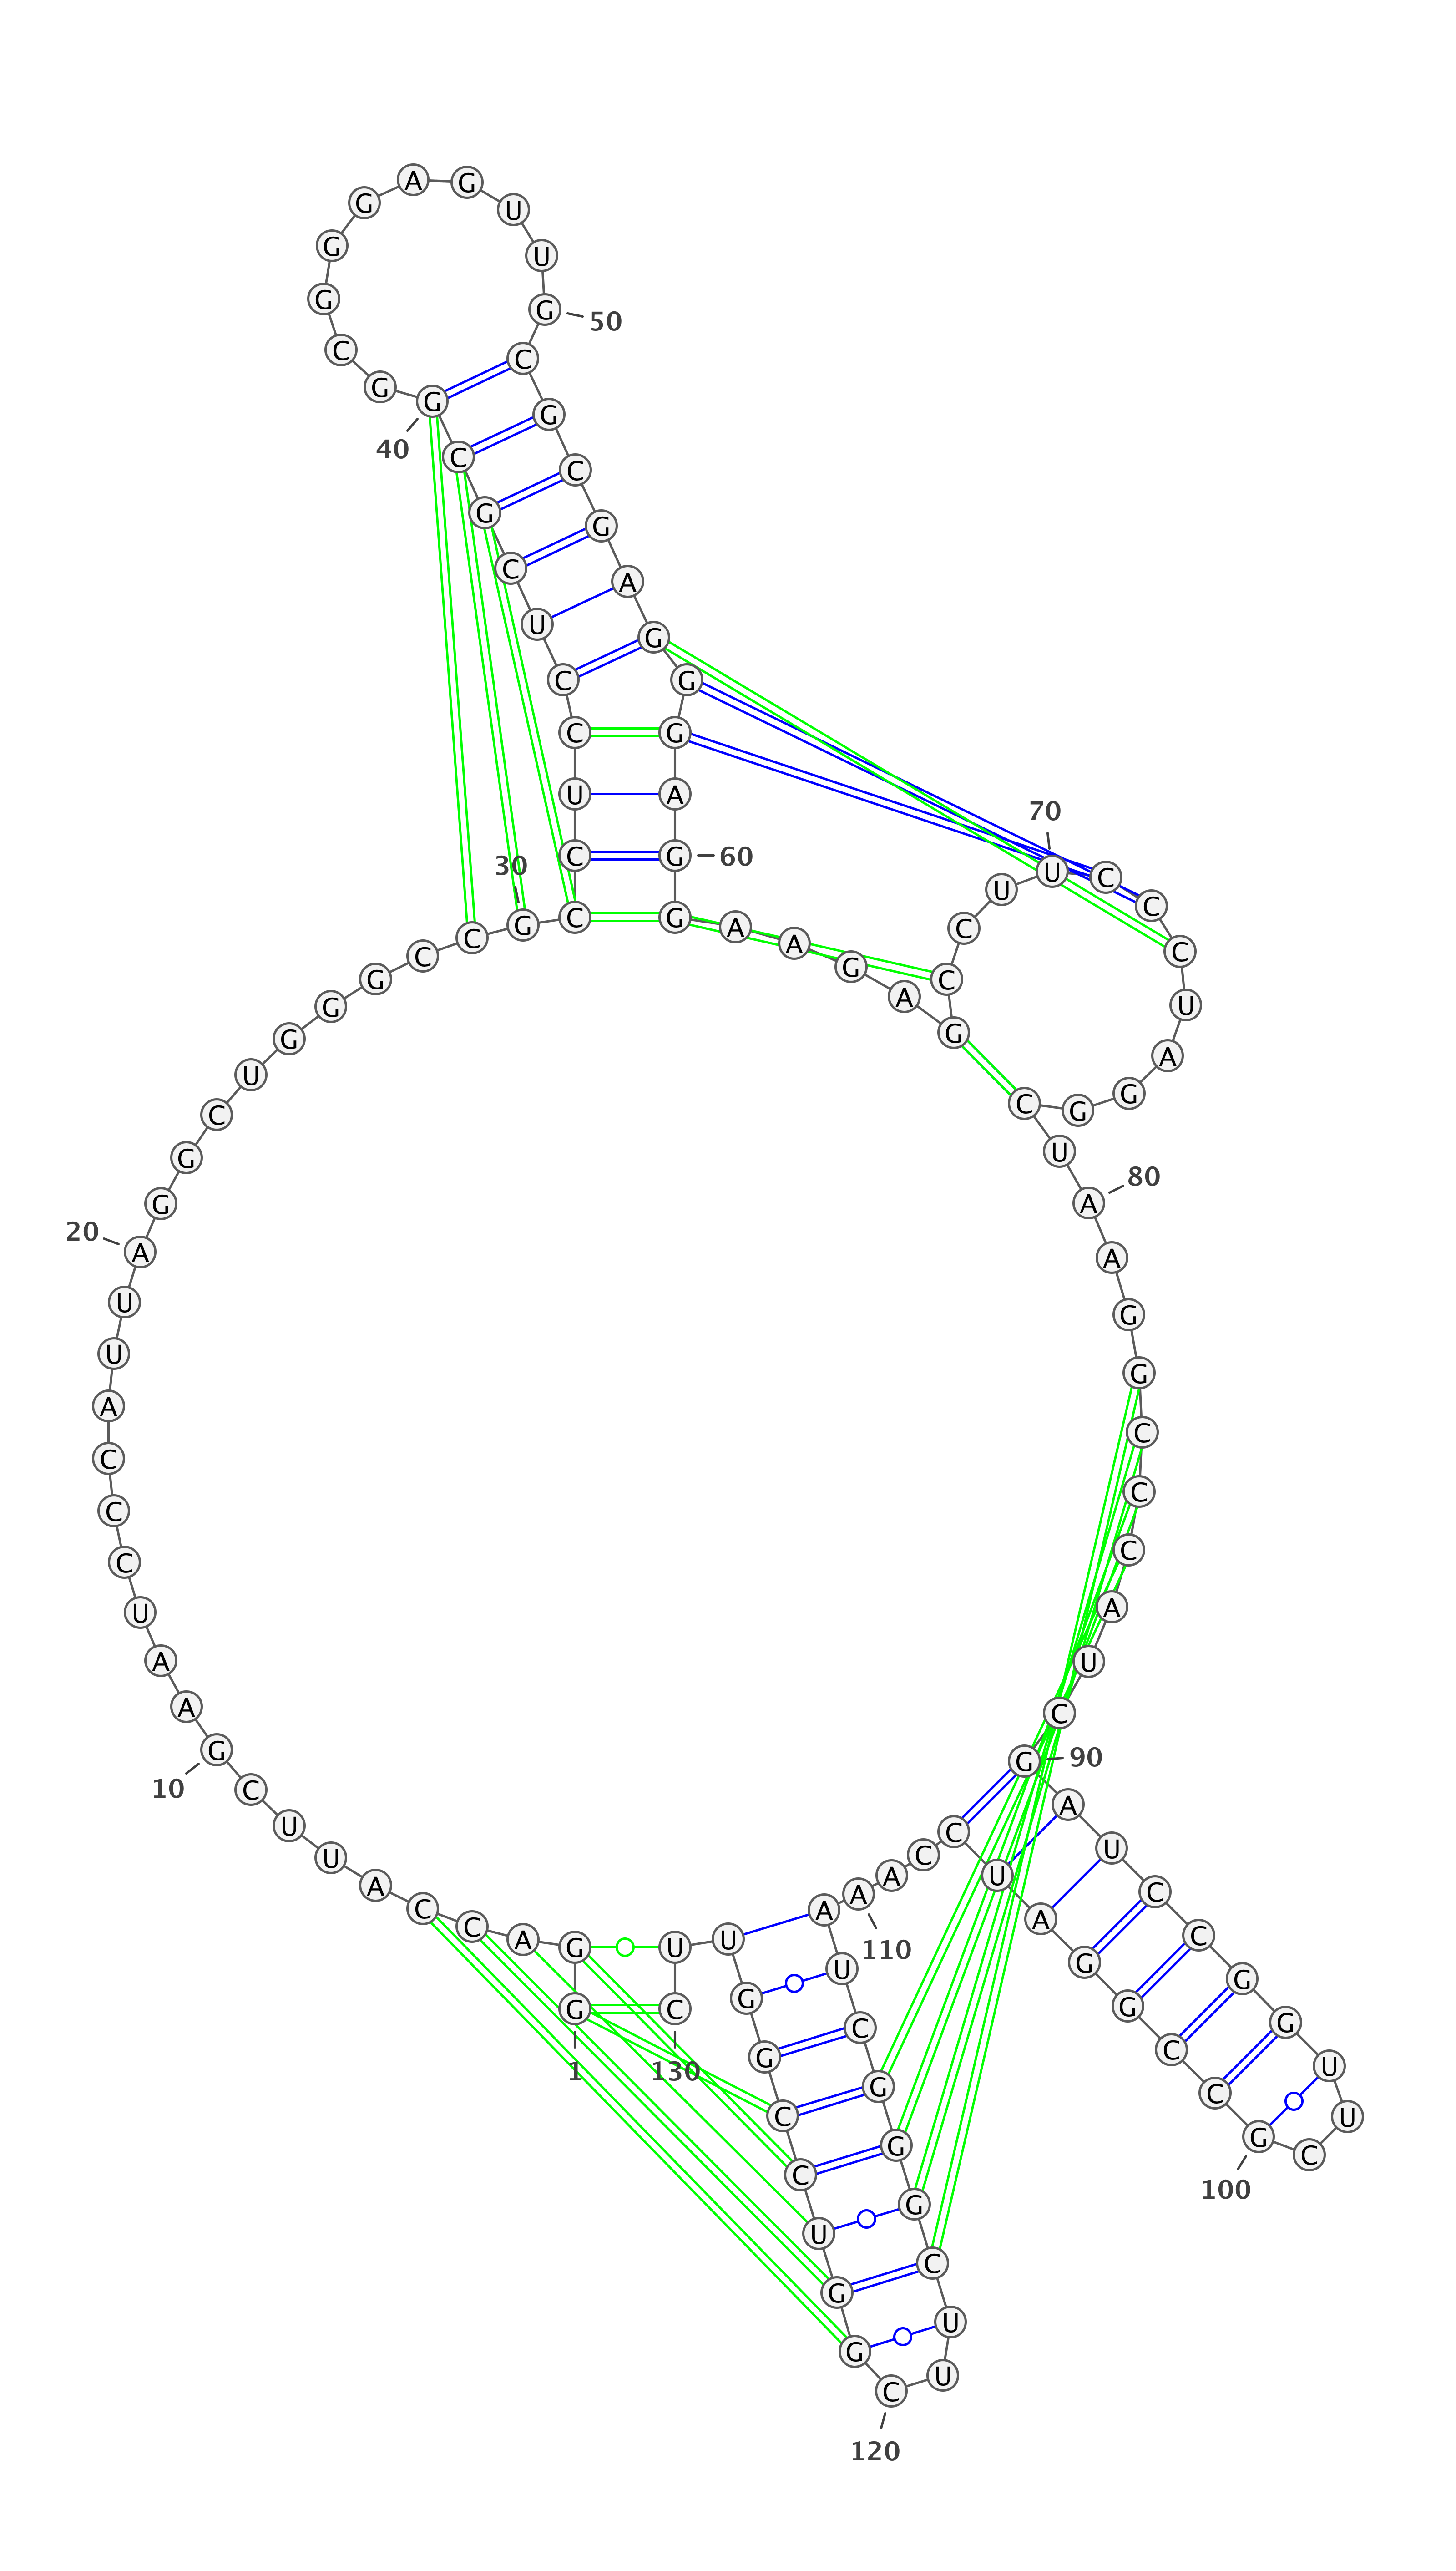 G G A C C A U U C G
1
10
A A U C C C A U U A
20
G G C U G G G C C G
30
C C U C C U C G C G
40
G C G G G A G U U G
50
C G C G A G G G A G
60
G A A G A G C C U U
70
C C C U A G G C U A
80
A G G C C C A U C G
90
A U C C G G U U C G
100
C C G G A U C C A A
110
A U C G G G C U U C
120
G G U C C G G U U C
130